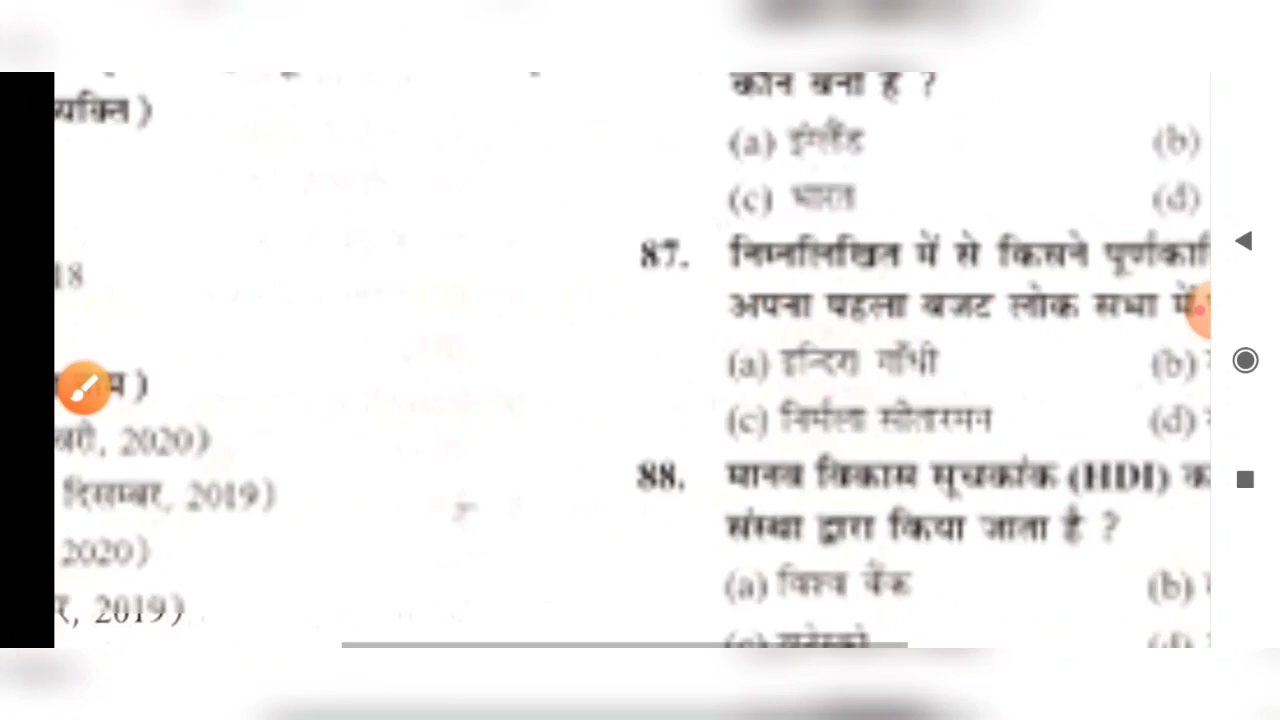 व्यक्ति)
18
2020)
दिसम्बर, 2019)
2020)
र, 2019)
कौन बना है ?
(a) इंग्लैंड
(b)
(c) भारत
(d)
87. निम्नलिखित में से किसने
अपना पहला बजट लोक सभा में
(a) इन्दिरा गाँधी
(b)
(c) निर्मला सीतारमन
(d)
88. मानव विकास सूचकांक (HDI)
संस्था द्वारा किया जाता है ?
(a) विश्व बैंक
(b)
(c) यूनेस्को